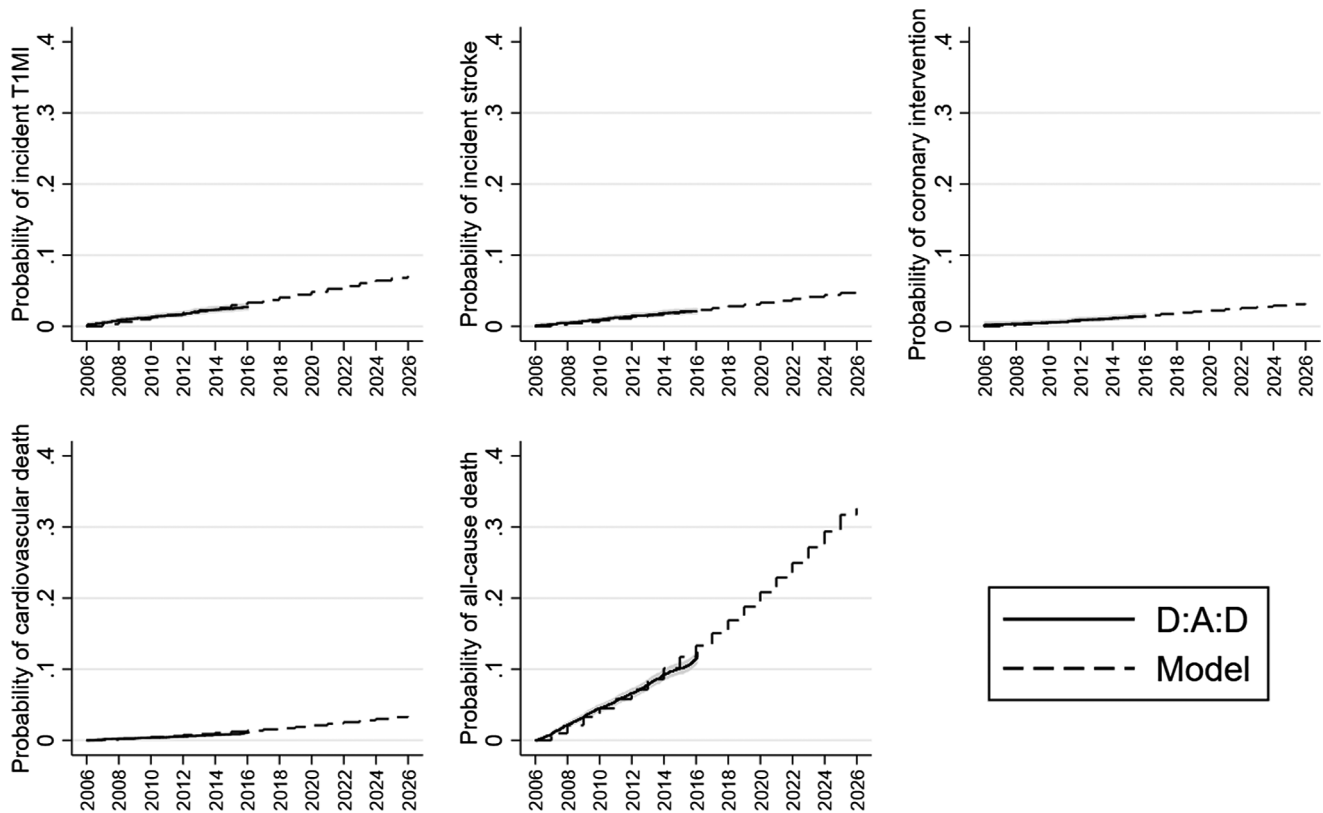 Probability of incident T1MI
.4
.3
.2
.1
0
2006 2008 2010 2012 2014 2016 2018 2020 2022 2024 2026
Probability of incident stroke
.4
.3
.2
.1
0
2006 2008 2010 2012 2014 2016 2018 2020 2022 2024 2026
Probability of coronary intervention
.4
.3
.2
.1
0
2006 2008 2010 2012 2014 2016 2018 2020 2022 2024 2026
Probability of cardiovascular death
.4
.3
.2
.1
0
2006 2008 2010 2012 2014 2016 2018 2020 2022 2024 2026
Probability of all-cause death
.4
.3
.2
.1
0
2006 2008 2010 2012 2014 2016 2018 2020 2022 2024 2026
D:A:D
Model